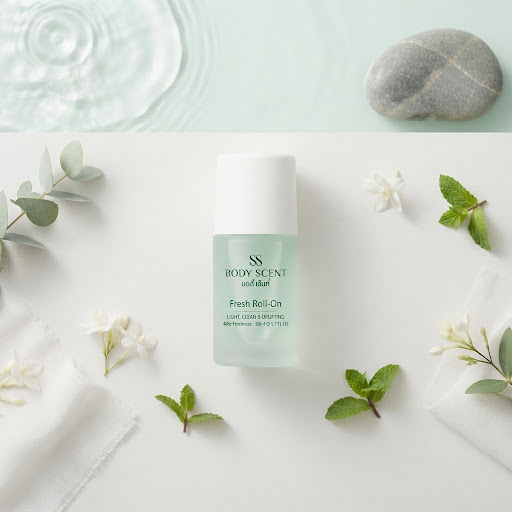 SS
BODY SCENT
บอดี้ เซ้นท์
Fresh Roll-On
LIGHT, CLEAN & UPLIFTING
48hr Freshness · 50ml ℮ 1.7 FL.OZ